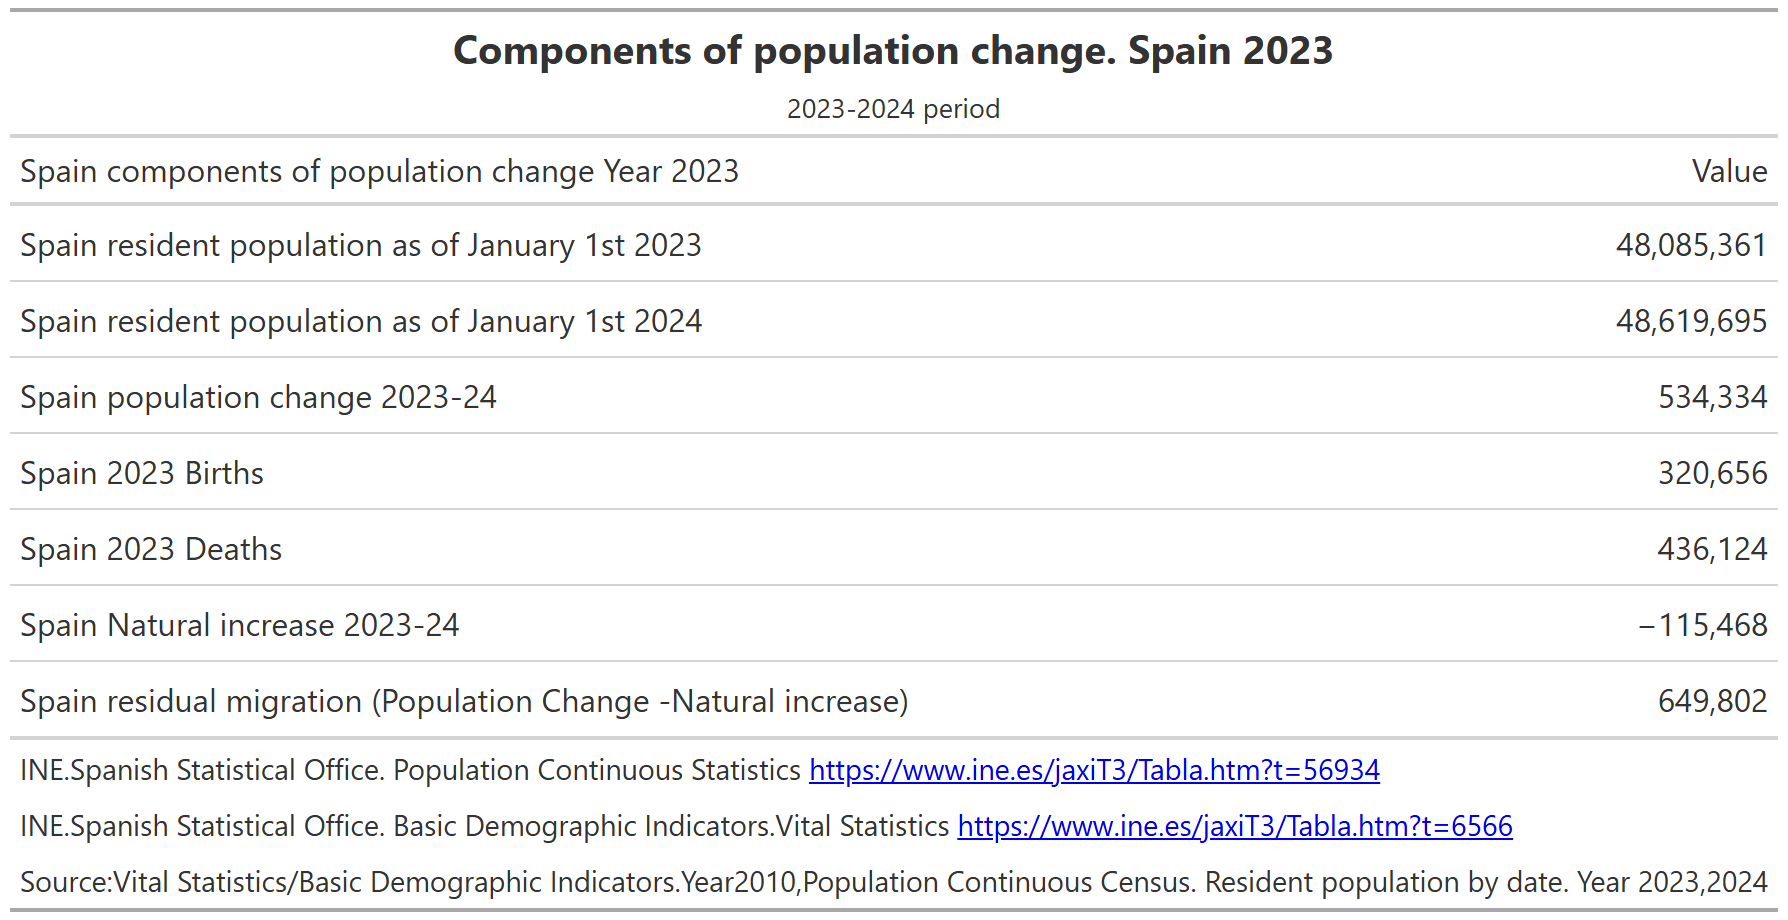 Components of population change. Spain 2023
2023-2024 period
Spain components of population change Year 2023 Value
Spain resident population as of January 1st 2023 48,085,361
Spain resident population as of January 1st 2024 48,619,695
Spain population change 2023-24 534,334
Spain 2023 Births 320,656
Spain 2023 Deaths 436,124
Spain Natural increase 2023-24 −115,468
Spain residual migration (Population Change -Natural increase) 649,802
INE.Spanish Statistical Office. Population Continuous Statistics https://www.ine.es/jaxiT3/Tabla.htm?t=56934
INE.Spanish Statistical Office. Basic Demographic Indicators.Vital Statistics https://www.ine.es/jaxiT3/Tabla.htm?t=6566
Source:Vital Statistics/Basic Demographic Indicators.Year2010,Population Continuous Census. Resident population by date. Year 2023,2024